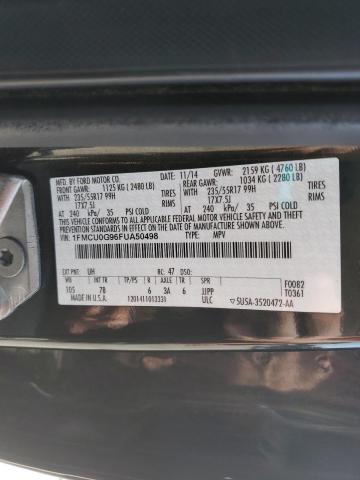 MFD. BY FORD MOTOR CO.
11/14 GVWR: 2159 KG ( 4760 LB)
FRONT GAWR: 1125 KG ( 2480 LB) REAR GAWR: 1034 KG ( 2280 LB)
WITH 235/55R17 99H TIRES WITH 235/55R17 99H TIRES
17X7.5J RIMS 17X7.5J RIMS
AT 240 kPa/ 35 PSI COLD AT 240 kPa/ 35 PSI COLD
THIS VEHICLE CONFORMS TO ALL APPLICABLE FEDERAL MOTOR VEHICLE
SAFETY AND THEFT PREVENTION STANDARDS IN EFFECT ON THE DATE OF
MANUFACTURE SHOWN ABOVE.
VIN: 1FMCU0G96FUA50498
TYPE: MPV
EXT PNT: UH RC: 47 DSO: F0082
WB BRK INT TR TP/PS R AXLE TR SPR T0361
105 7B 6 3A 6 JJPP
MADE IN U.S.A. 1201411013331 ULC 5USA-3520472-AA